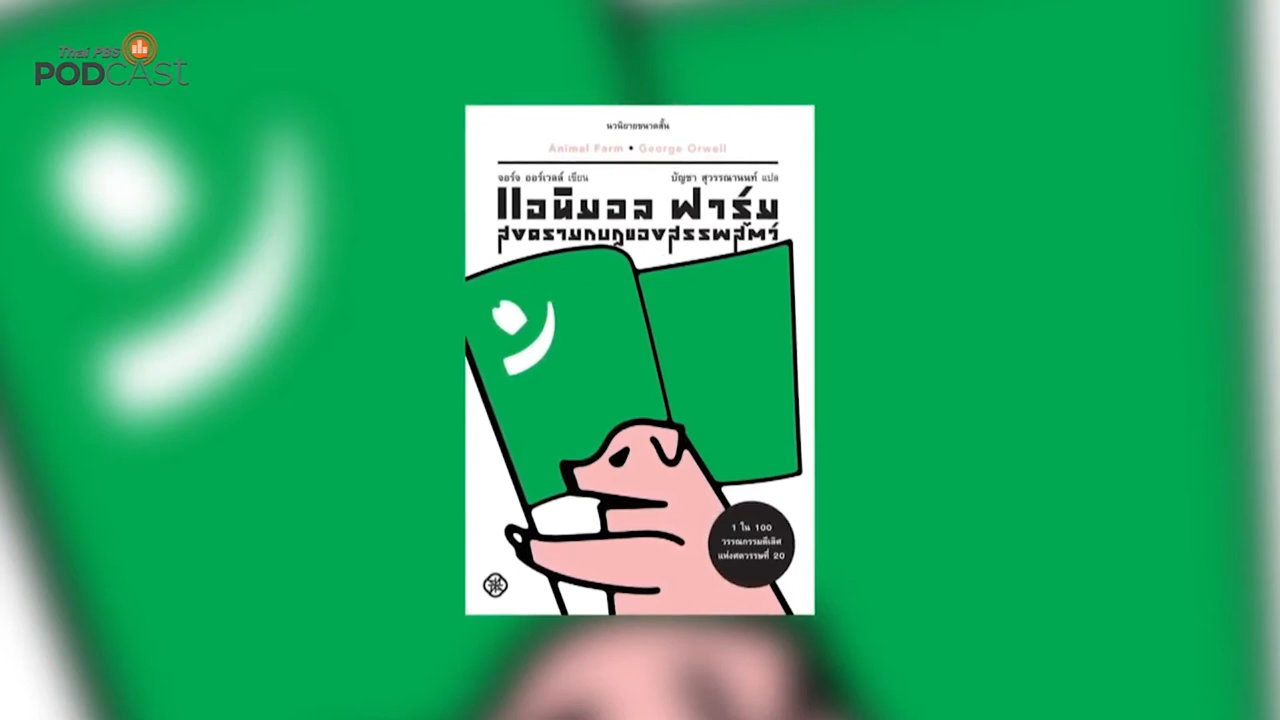 Thai PBS
PODCAST
นวนิยายขนาดสั้น
Animal Farm • George Orwell
จอร์จ ออร์เวลล์ เขียน
บัญชา สุวรรณานนท์ แปล
แอนิมอล ฟาร์ม
สงครามกบฏของสรรพสัตว์
1 ใน 100
วรรณกรรมดีเลิศ
แห่งศตวรรษที่ 20